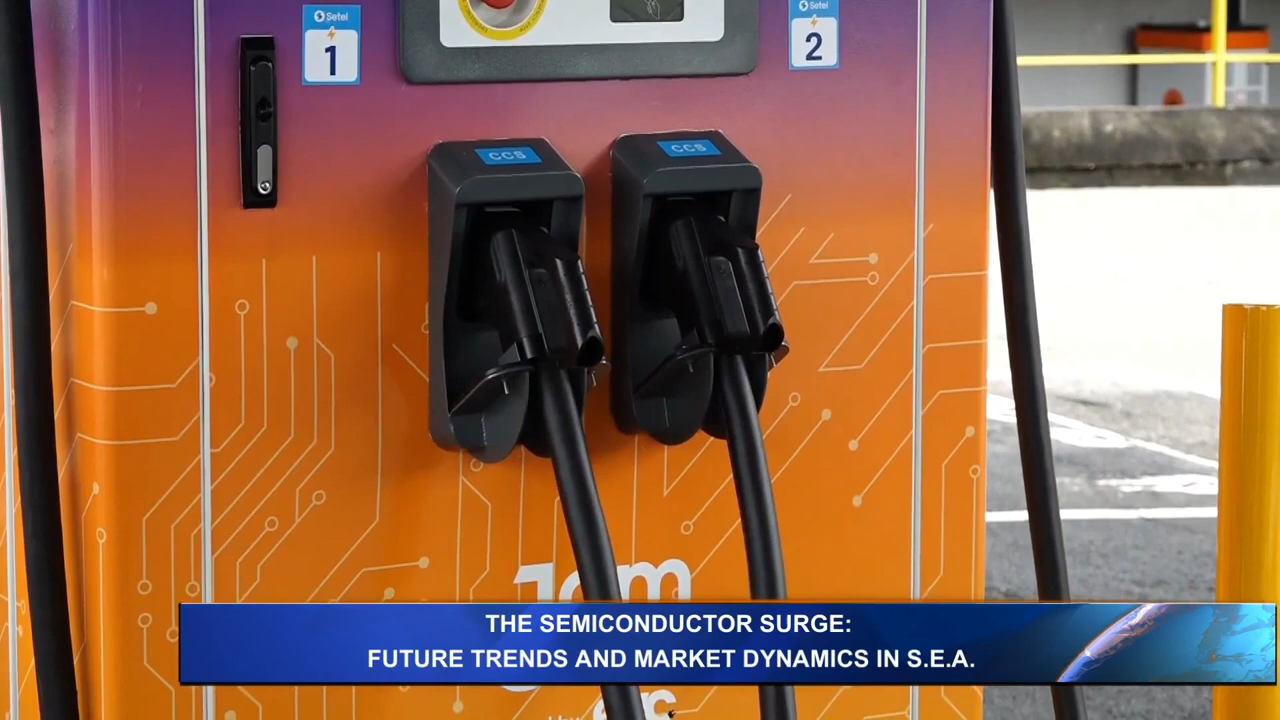 Setel
1
Setel
2
CCS
CCS
THE SEMICONDUCTOR SURGE:
FUTURE TRENDS AND MARKET DYNAMICS IN S.E.A.